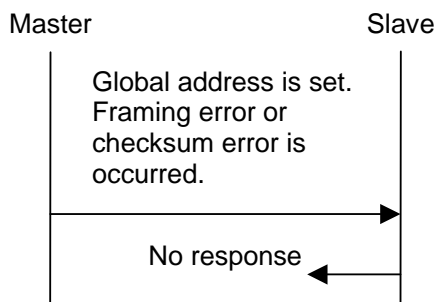 Master Slave
Global address is set.
Framing error or
checksum error is
occurred.
No response